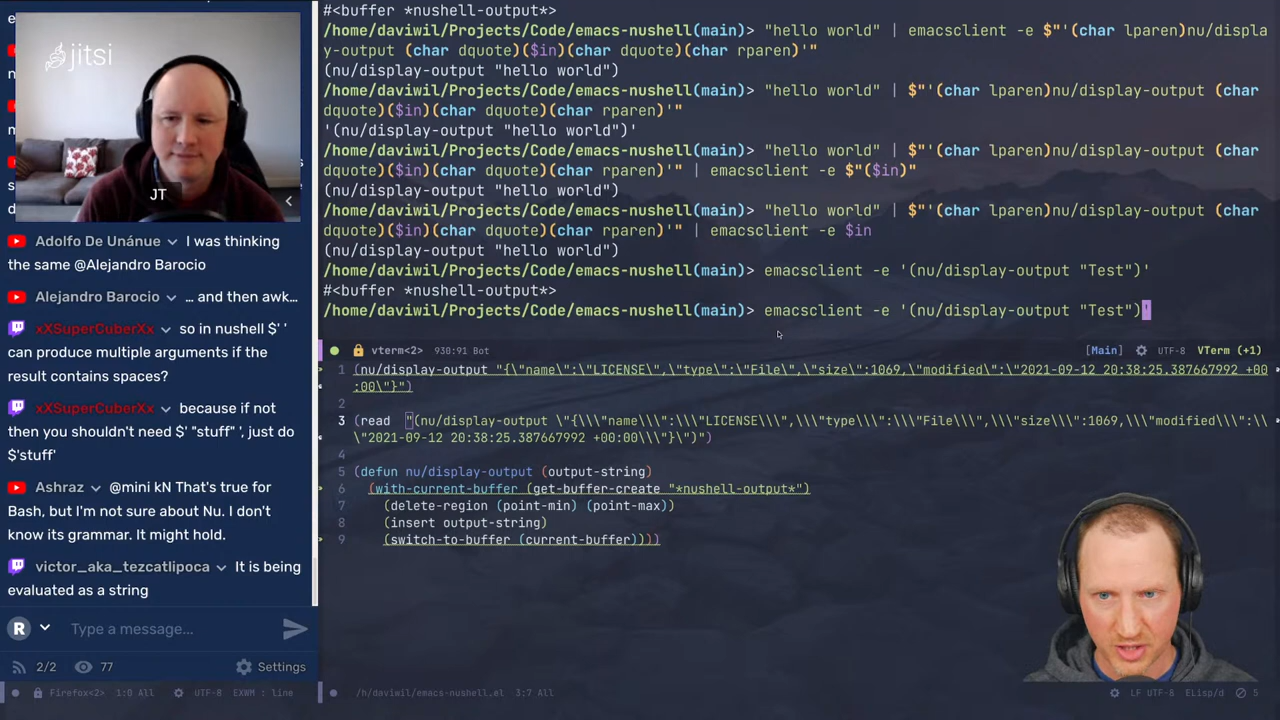 jitsi
JT
Adolfo De Unánue I was thinking
the same @Alejandro Barocio
Alejandro Barocio … and then awk…
xXSuperCuberXx so in nushell $' '
can produce multiple arguments if the
result contains spaces?
xXSuperCuberXx because if not
then you shouldn't need $' "stuff" ', just do
$'stuff'
Ashraz @mini kN That's true for
Bash, but I'm not sure about Nu. I don't
know its grammar. It might hold.
victor_aka_tezcatlipoca It is being
evaluated as a string
R Type a message...
2/2 77 Settings
Firefox<2> 1:0 All UTF-8 EXWM : line
#<buffer *nushell-output*>
/home/daviwil/Projects/Code/emacs-nushell(main)> "hello world" | emacsclient -e $"'(char lparen)nu/displa
y-output (char dquote)($in)(char dquote)(char rparen)'"
(nu/display-output "hello world")
/home/daviwil/Projects/Code/emacs-nushell(main)> "hello world" | $"'(char lparen)nu/display-output (char
dquote)($in)(char dquote)(char rparen)'"
'(nu/display-output "hello world")'
/home/daviwil/Projects/Code/emacs-nushell(main)> "hello world" | $"'(char lparen)nu/display-output (char
dquote)($in)(char dquote)(char rparen)'" | emacsclient -e $"($in)"
(nu/display-output "hello world")
/home/daviwil/Projects/Code/emacs-nushell(main)> "hello world" | $"'(char lparen)nu/display-output (char
dquote)($in)(char dquote)(char rparen)'" | emacsclient -e $in
(nu/display-output "hello world")
/home/daviwil/Projects/Code/emacs-nushell(main)> emacsclient -e '(nu/display-output "Test")'
#<buffer *nushell-output*>
/home/daviwil/Projects/Code/emacs-nushell(main)> emacsclient -e '(nu/display-output "Test")'
vterm<2> 930:91 Bot [Main] UTF-8 VTerm (+1)
1 (nu/display-output "{\"name\":\"LICENSE\",\"type\":\"File\",\"size\":1069,\"modified\":\"2021-09-12 20:38:25.387667992 +00
:00\"}")
2
3 (read "(nu/display-output \"{\\\"name\\\":\\\"LICENSE\\\",\\\"type\\\":\\\"File\\\",\\\"size\\\":1069,\\\"modified\\\":\\
\"2021-09-12 20:38:25.387667992 +00:00\\\"}\")")
4
5 (defun nu/display-output (output-string)
6 (with-current-buffer (get-buffer-create "*nushell-output*")
7 (delete-region (point-min) (point-max))
8 (insert output-string)
9 (switch-to-buffer (current-buffer))))
/h/daviwil/emacs-nushell.el 3:7 All LF UTF-8 ELisp/d 5